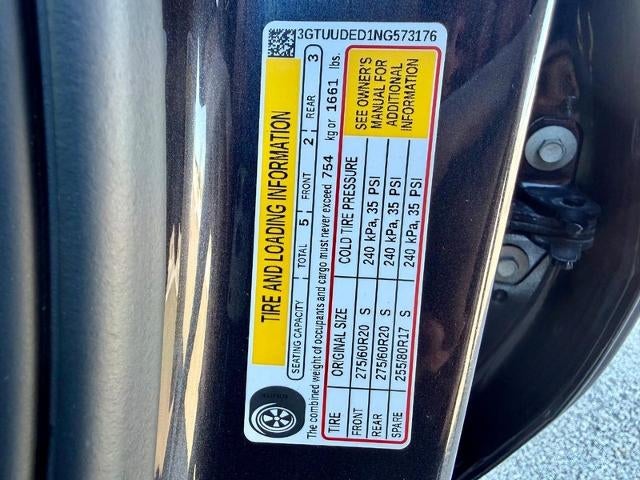 3GTUUDED1NG573176
TIRE AND LOADING INFORMATION
SEATING CAPACITY TOTAL 5 FRONT 2 REAR 3
The combined weight of occupants and cargo must never exceed 754 kg or 1661 lbs.
TIRE ORIGINAL SIZE COLD TIRE PRESSURE
FRONT 275/60R20 S 240 kPa, 35 PSI
REAR 275/60R20 S 240 kPa, 35 PSI
SPARE 255/80R17 S 240 kPa, 35 PSI
SEE OWNER'S
MANUAL FOR
ADDITIONAL
INFORMATION